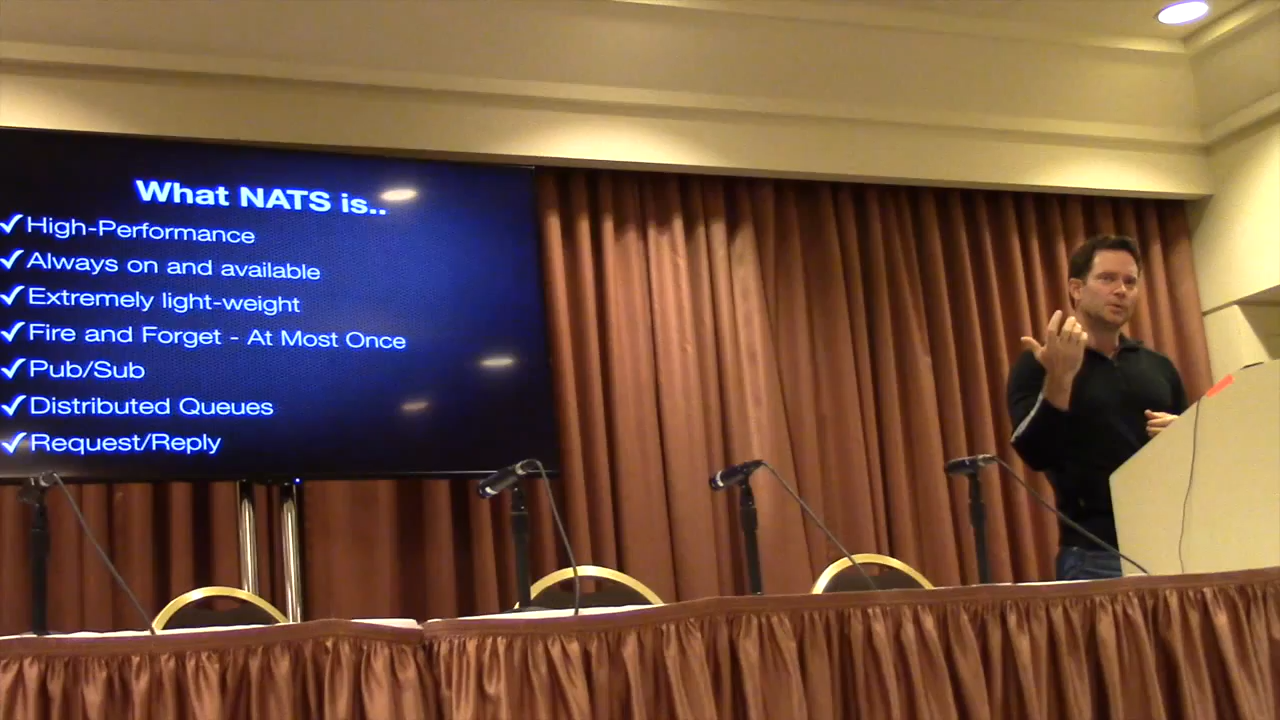 What NATS is..
✓High-Performance
✓Always on and available
✓Extremely light-weight
✓Fire and Forget - At Most Once
✓Pub/Sub
✓Distributed Queues
✓Request/Reply